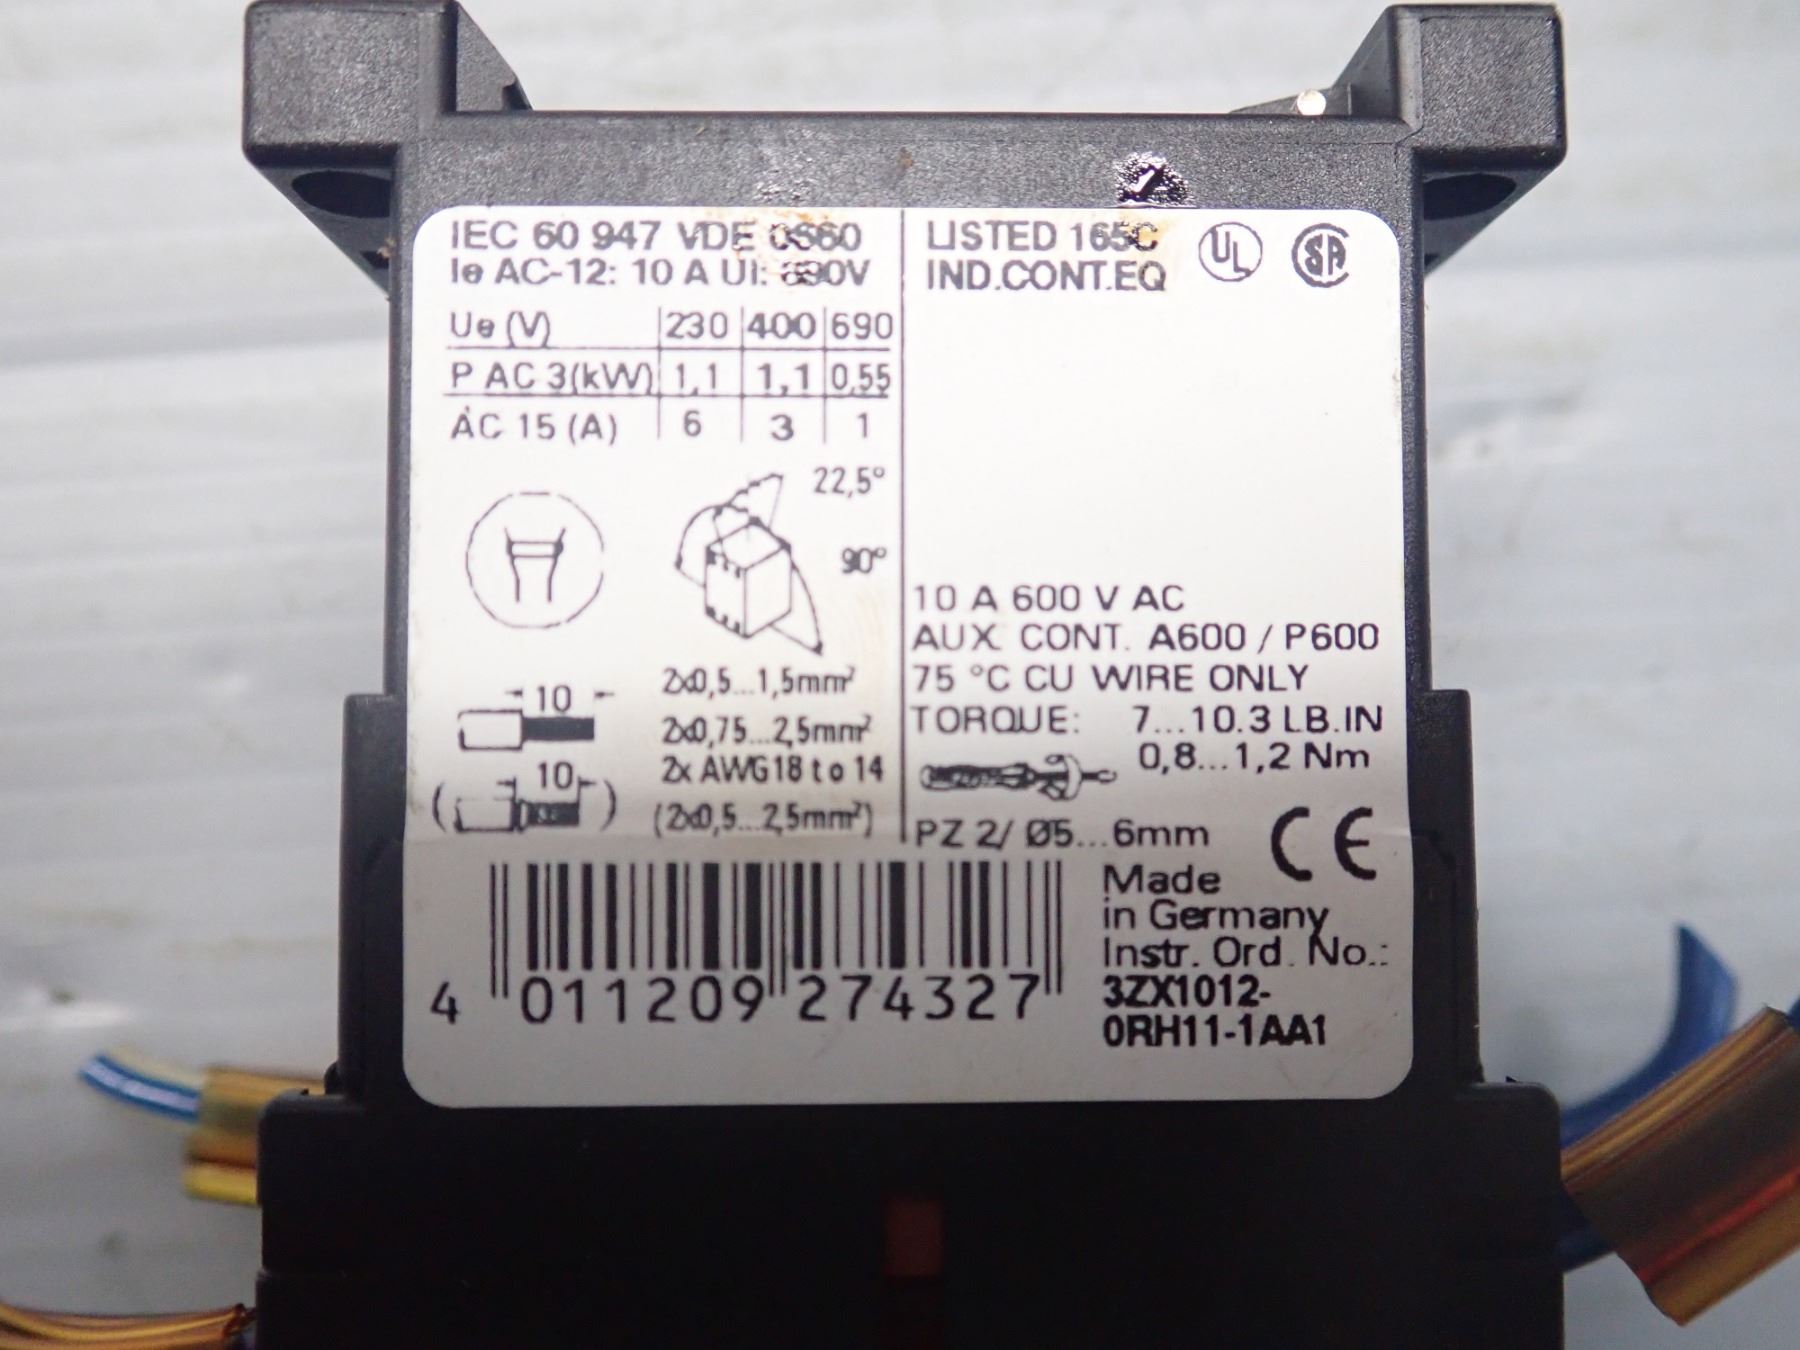 IEC 60 947 VDE 0660
Ie AC-12: 10 A UI: 690V
Ue (V) 230 400 690
P AC 3(kW) 1,1 1,1 0,55
AC 15 (A) 6 3 1
22,5°
90°
10
2x0,5...1,5mm²
2x0,75...2,5mm²
2x AWG18 to 14
( 10 )
(2x0,5...2,5mm²)
LISTED 165C
IND.CONT.EQ
UL
SA
10 A 600 V AC
AUX. CONT. A600 / P600
75 °C CU WIRE ONLY
TORQUE: 7...10.3 LB.IN
0,8...1,2 Nm
PZ 2/ Ø5...6mm
CE
4 011209 274327
Made
in Germany
Instr. Ord. No.:
3ZX1012-
0RH11-1AA1